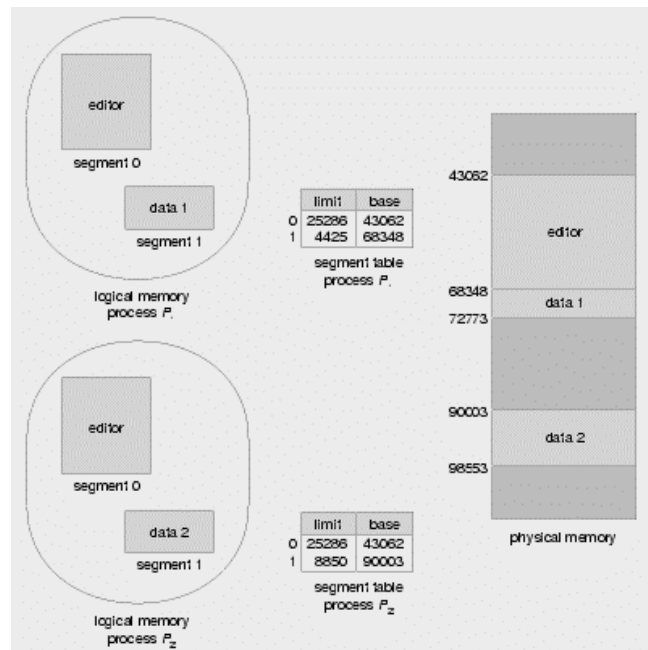 editor
segment 0
data 1
segment 1
logical memory
process P1
limit base
0 25286 43062
1 4425 68348
segment table
process P1
editor
segment 0
data 2
segment 1
logical memory
process P2
limit base
0 25286 43062
1 8850 90003
segment table
process P2
43062
editor
68348
data 1
72773
90003
data 2
98553
physical memory